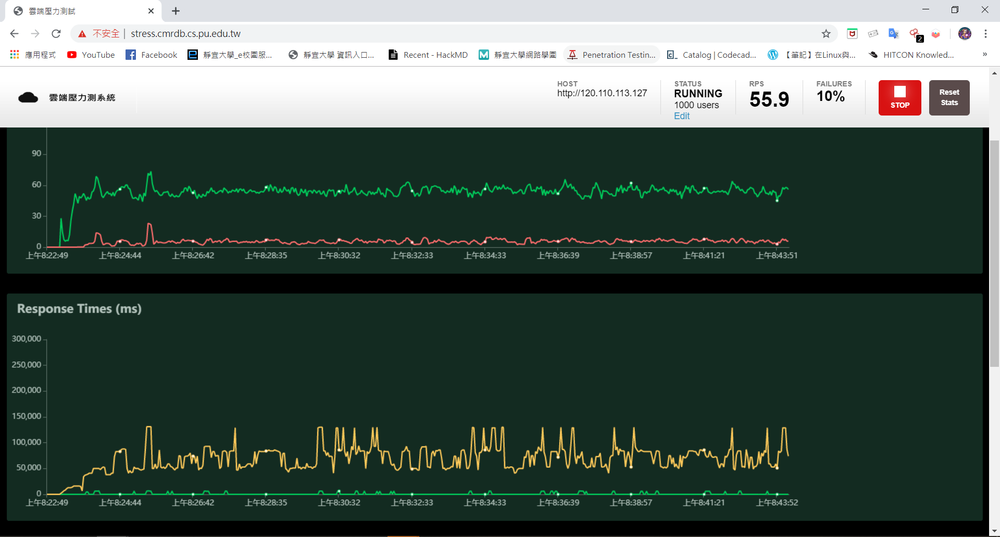 雲端壓力測試
不安全 | stress.cmrdb.cs.pu.edu.tw
2
應用程式 YouTube Facebook 靜宜大學_e校園服... 靜宜大學 資訊入口... Recent - HackMD 靜宜大學網路學園 Penetration Testin... Catalog | Codecad... 【筆記】在Linux與... HITCON Knowled... »
雲端壓力測系統
HOST
http://120.110.113.127
STATUS
RUNNING
1000 users
Edit
RPS
55.9
FAILURES
10%
STOP
Reset
Stats
90
60
30
0
上午8:22:49 上午8:24:44 上午8:26:42 上午8:28:35 上午8:30:32 上午8:32:33 上午8:34:33 上午8:36:39 上午8:38:57 上午8:41:21 上午8:43:51
Response Times (ms)
300,000
250,000
200,000
150,000
100,000
50,000
0
上午8:22:49 上午8:24:44 上午8:26:42 上午8:28:35 上午8:30:32 上午8:32:33 上午8:34:33 上午8:36:39 上午8:38:57 上午8:41:21 上午8:43:52